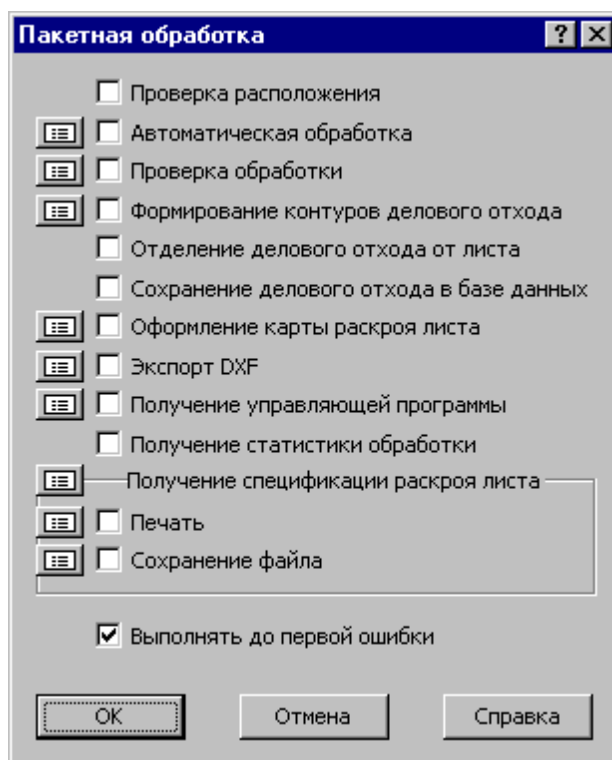 Пакетная обработка
Проверка расположения
Автоматическая обработка
Проверка обработки
Формирование контуров делового отхода
Отделение делового отхода от листа
Сохранение делового отхода в базе данных
Оформление карты раскроя листа
Экспорт DXF
Получение управляющей программы
Получение статистики обработки
Получение спецификации раскроя листа
Печать
Сохранение файла
Выполнять до первой ошибки
OK Отмена Справка